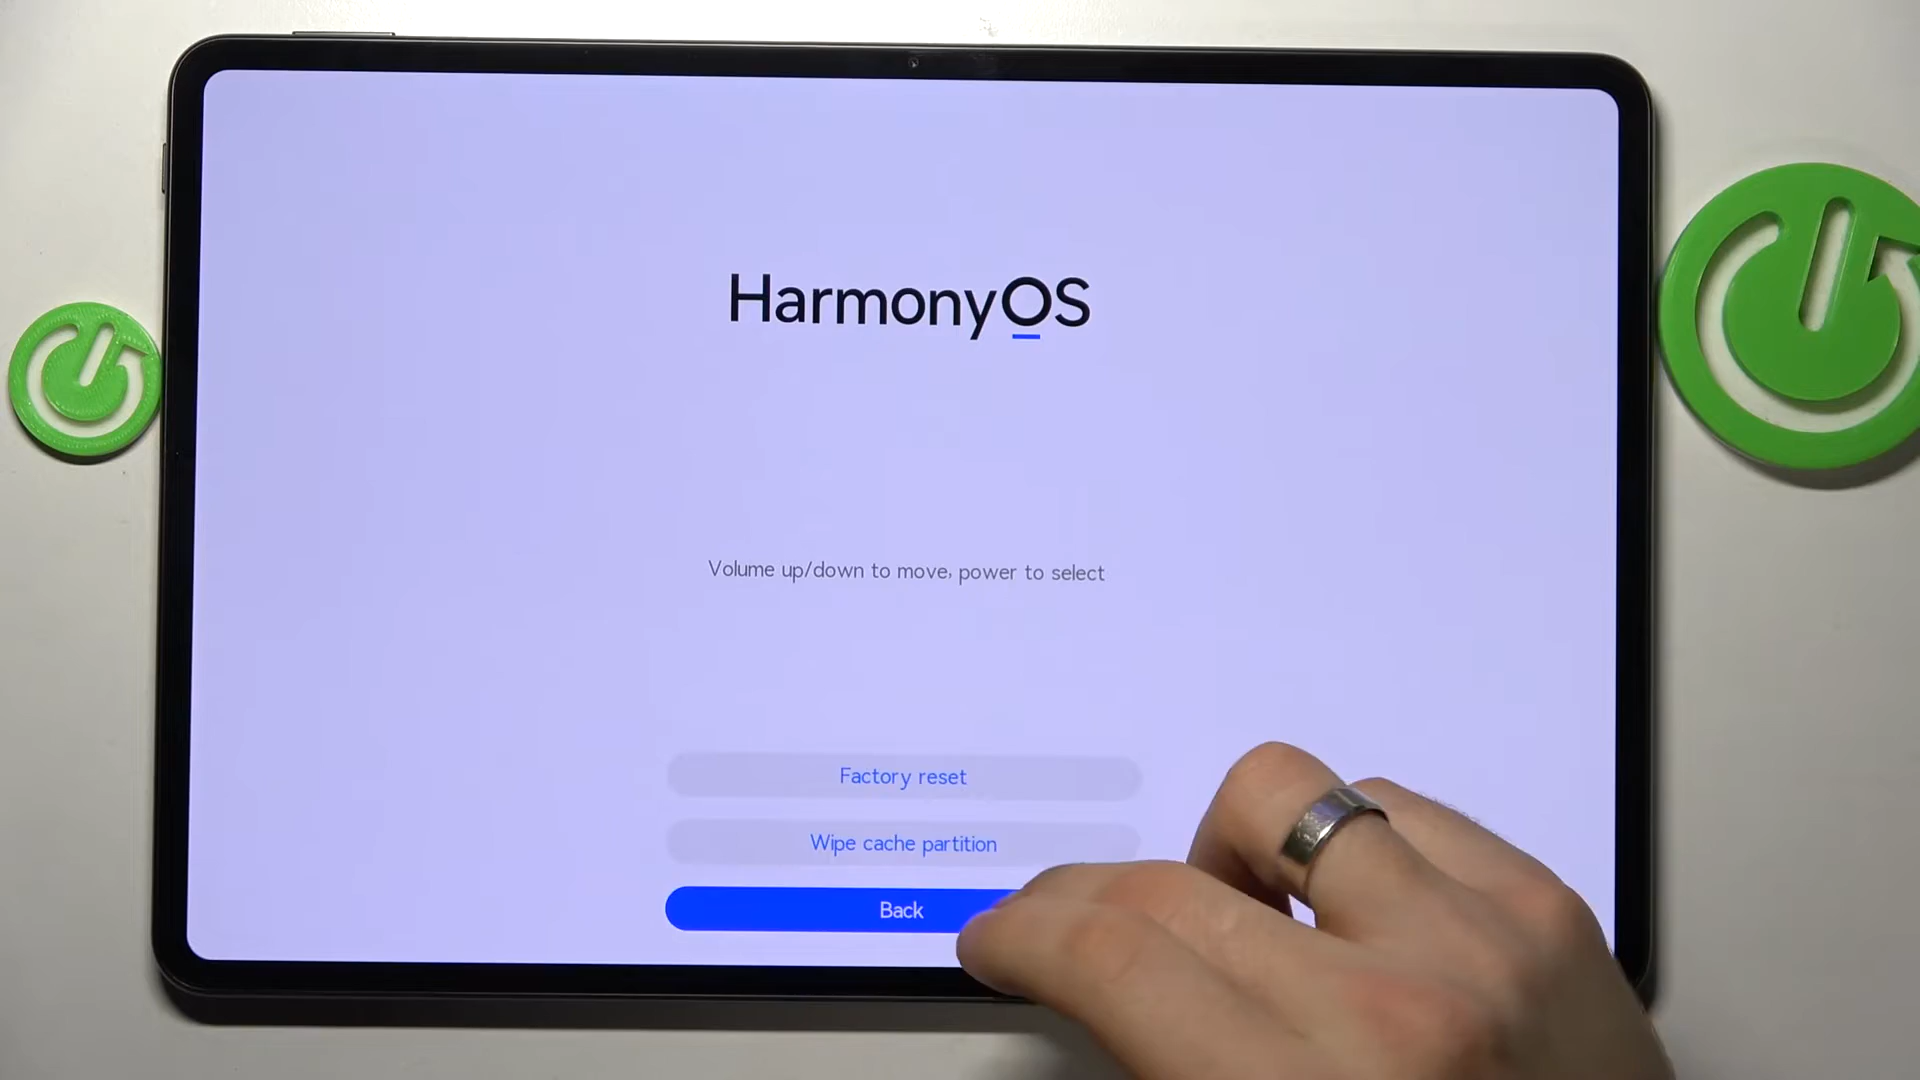 HarmonyOS
Volume up/down to move, power to select
Factory reset
Wipe cache partition
Back